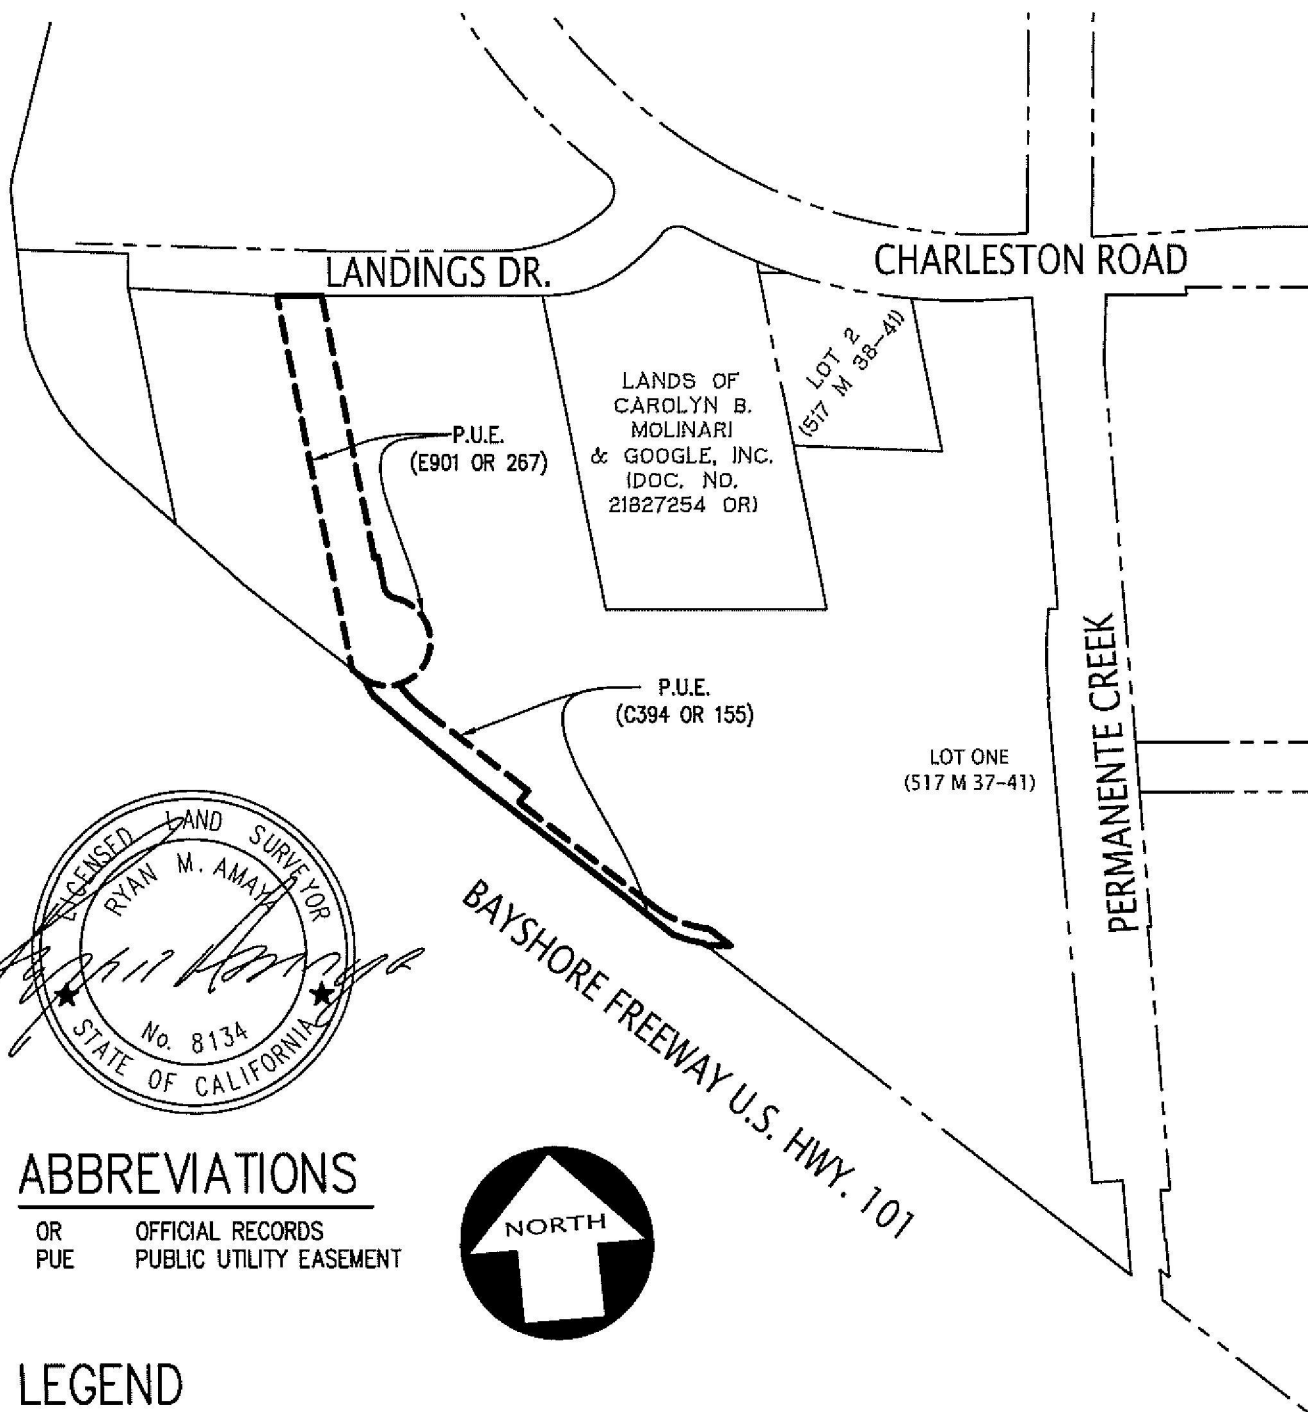 LANDINGS DR.
CHARLESTON ROAD
LOT 2
(517 M 38-41)
LANDS OF
CAROLYN B.
MOLINARI
& GOOGLE, INC.
(DOC. NO.
21827254 OR)
P.U.E.
(E901 OR 267)
P.U.E.
(C394 OR 155)
LOT ONE
(517 M 37-41)
PERMANENTE CREEK
BAYSHORE FREEWAY U.S. HWY. 101
LICENSED LAND SURVEYOR
RYAN M. AMAYA
No. 8134
STATE OF CALIFORNIA
ABBREVIATIONS
OR OFFICIAL RECORDS
PUE PUBLIC UTILITY EASEMENT
NORTH
LEGEND